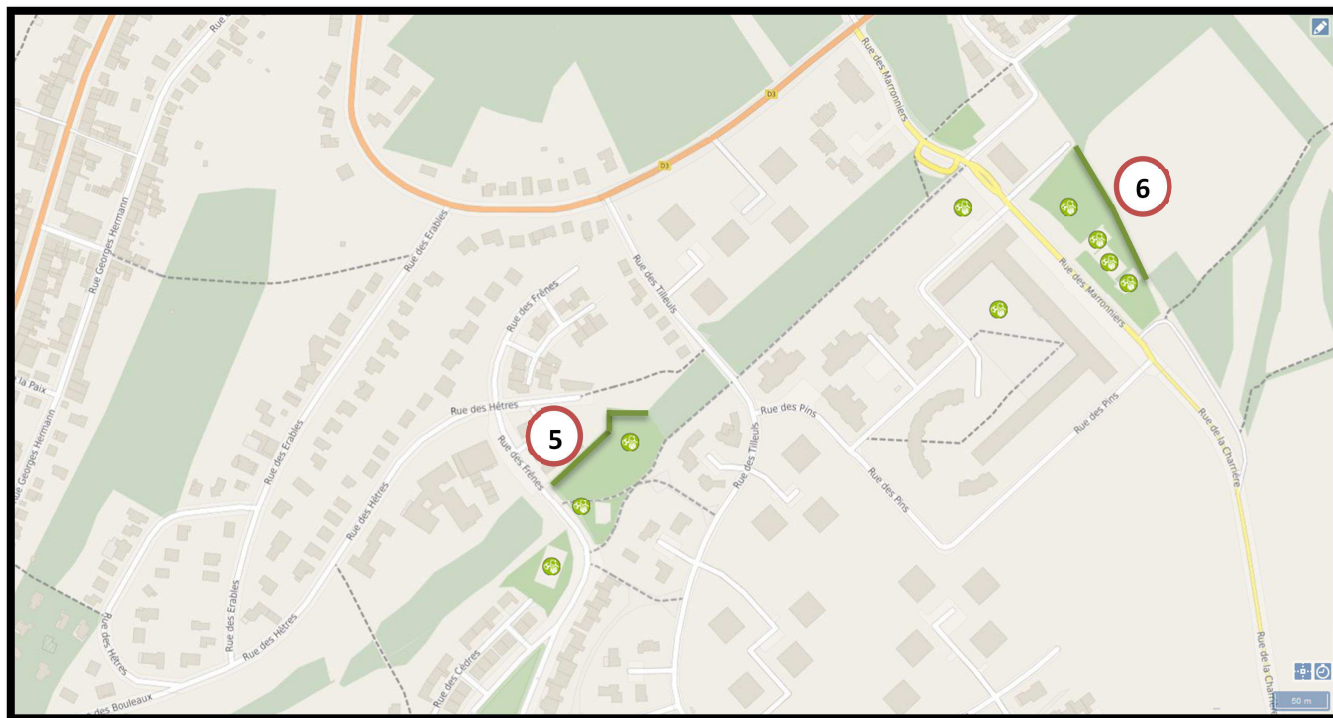 Rue des Marronniers
D3
D3
Rue Georges Hermann
Rue des Erables
Rue des Frênes
Rue des Tilleuls
6
Rue des Marronniers
la Paix
Rue Georges Hermann
Rue des Hêtres
Rue des Pins
Rue des Pins
Rue des Erables
5
Rue des Frênes
Rue des Tilleuls
Rue de la Charrière
Rue des Hêtres
Rue des Pins
Rue des Erables
Rue des Hêtres
Rue des Hêtres
Rue des Cèdres
des Bouleaux
Rue de la Charrière
50 m